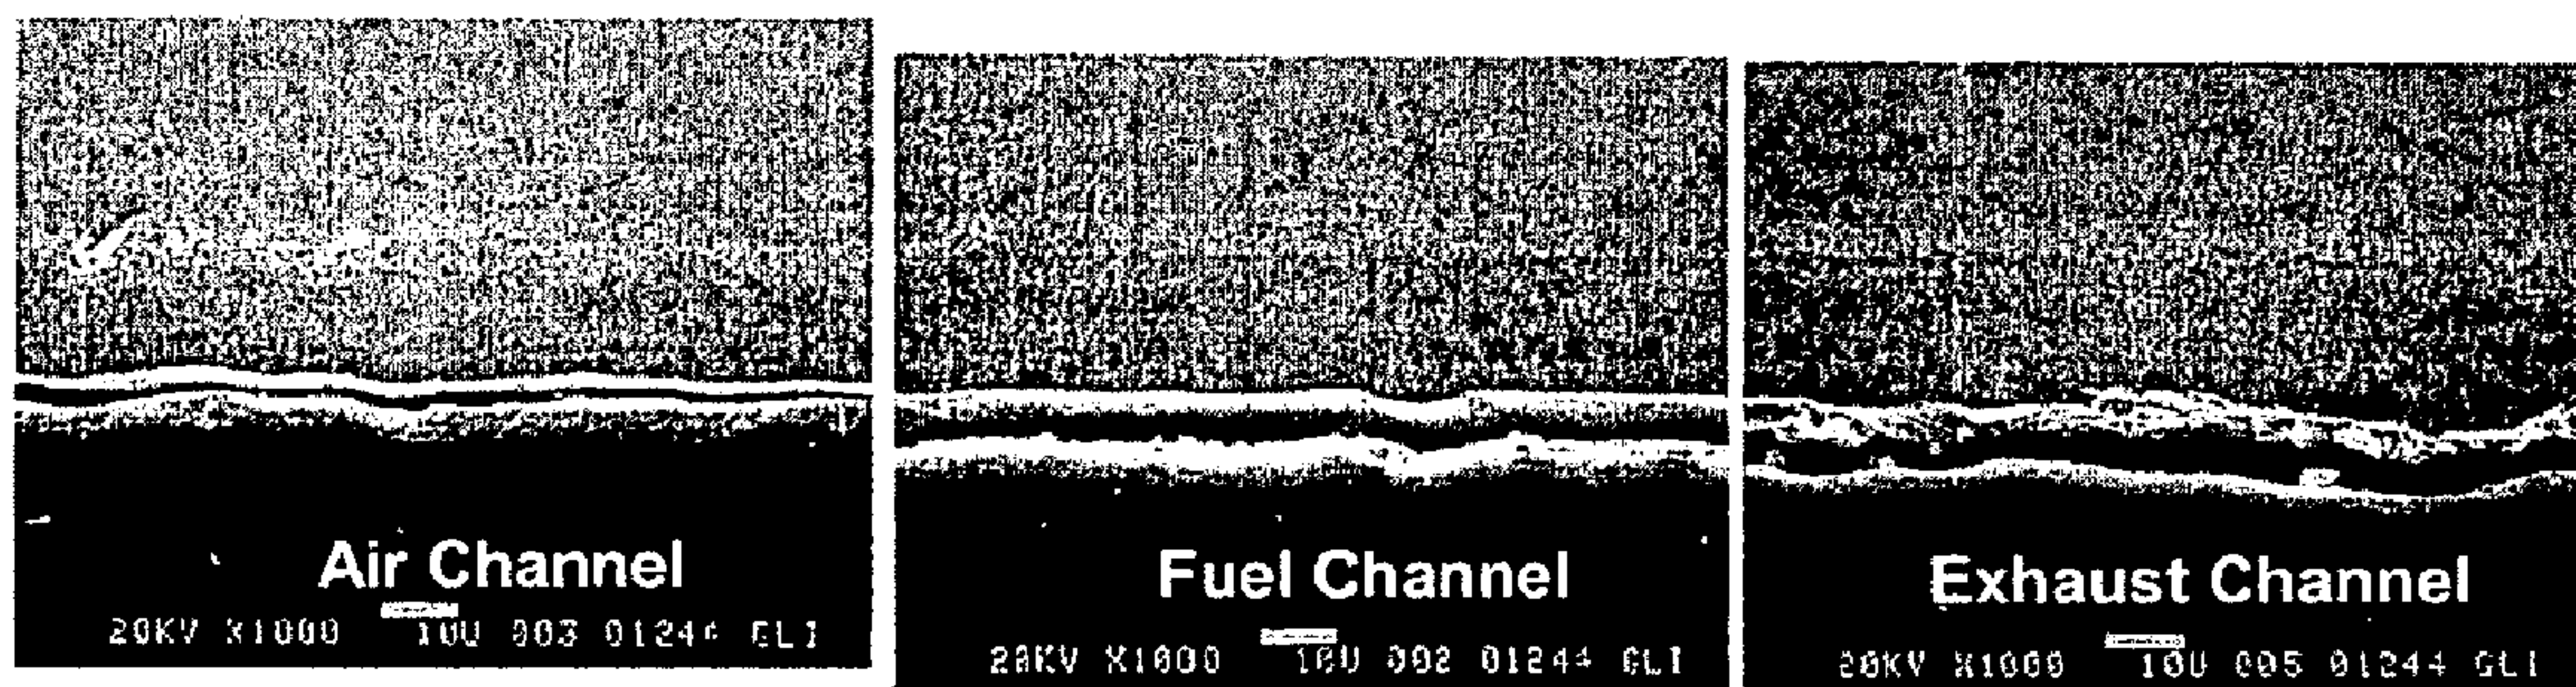 Air Channel
20KV X1000 10U 003 01244 GLI
Fuel Channel
20KV X1000 10U 002 01244 GLI
Exhaust Channel
20KV X1000 10U 005 01244 GLI